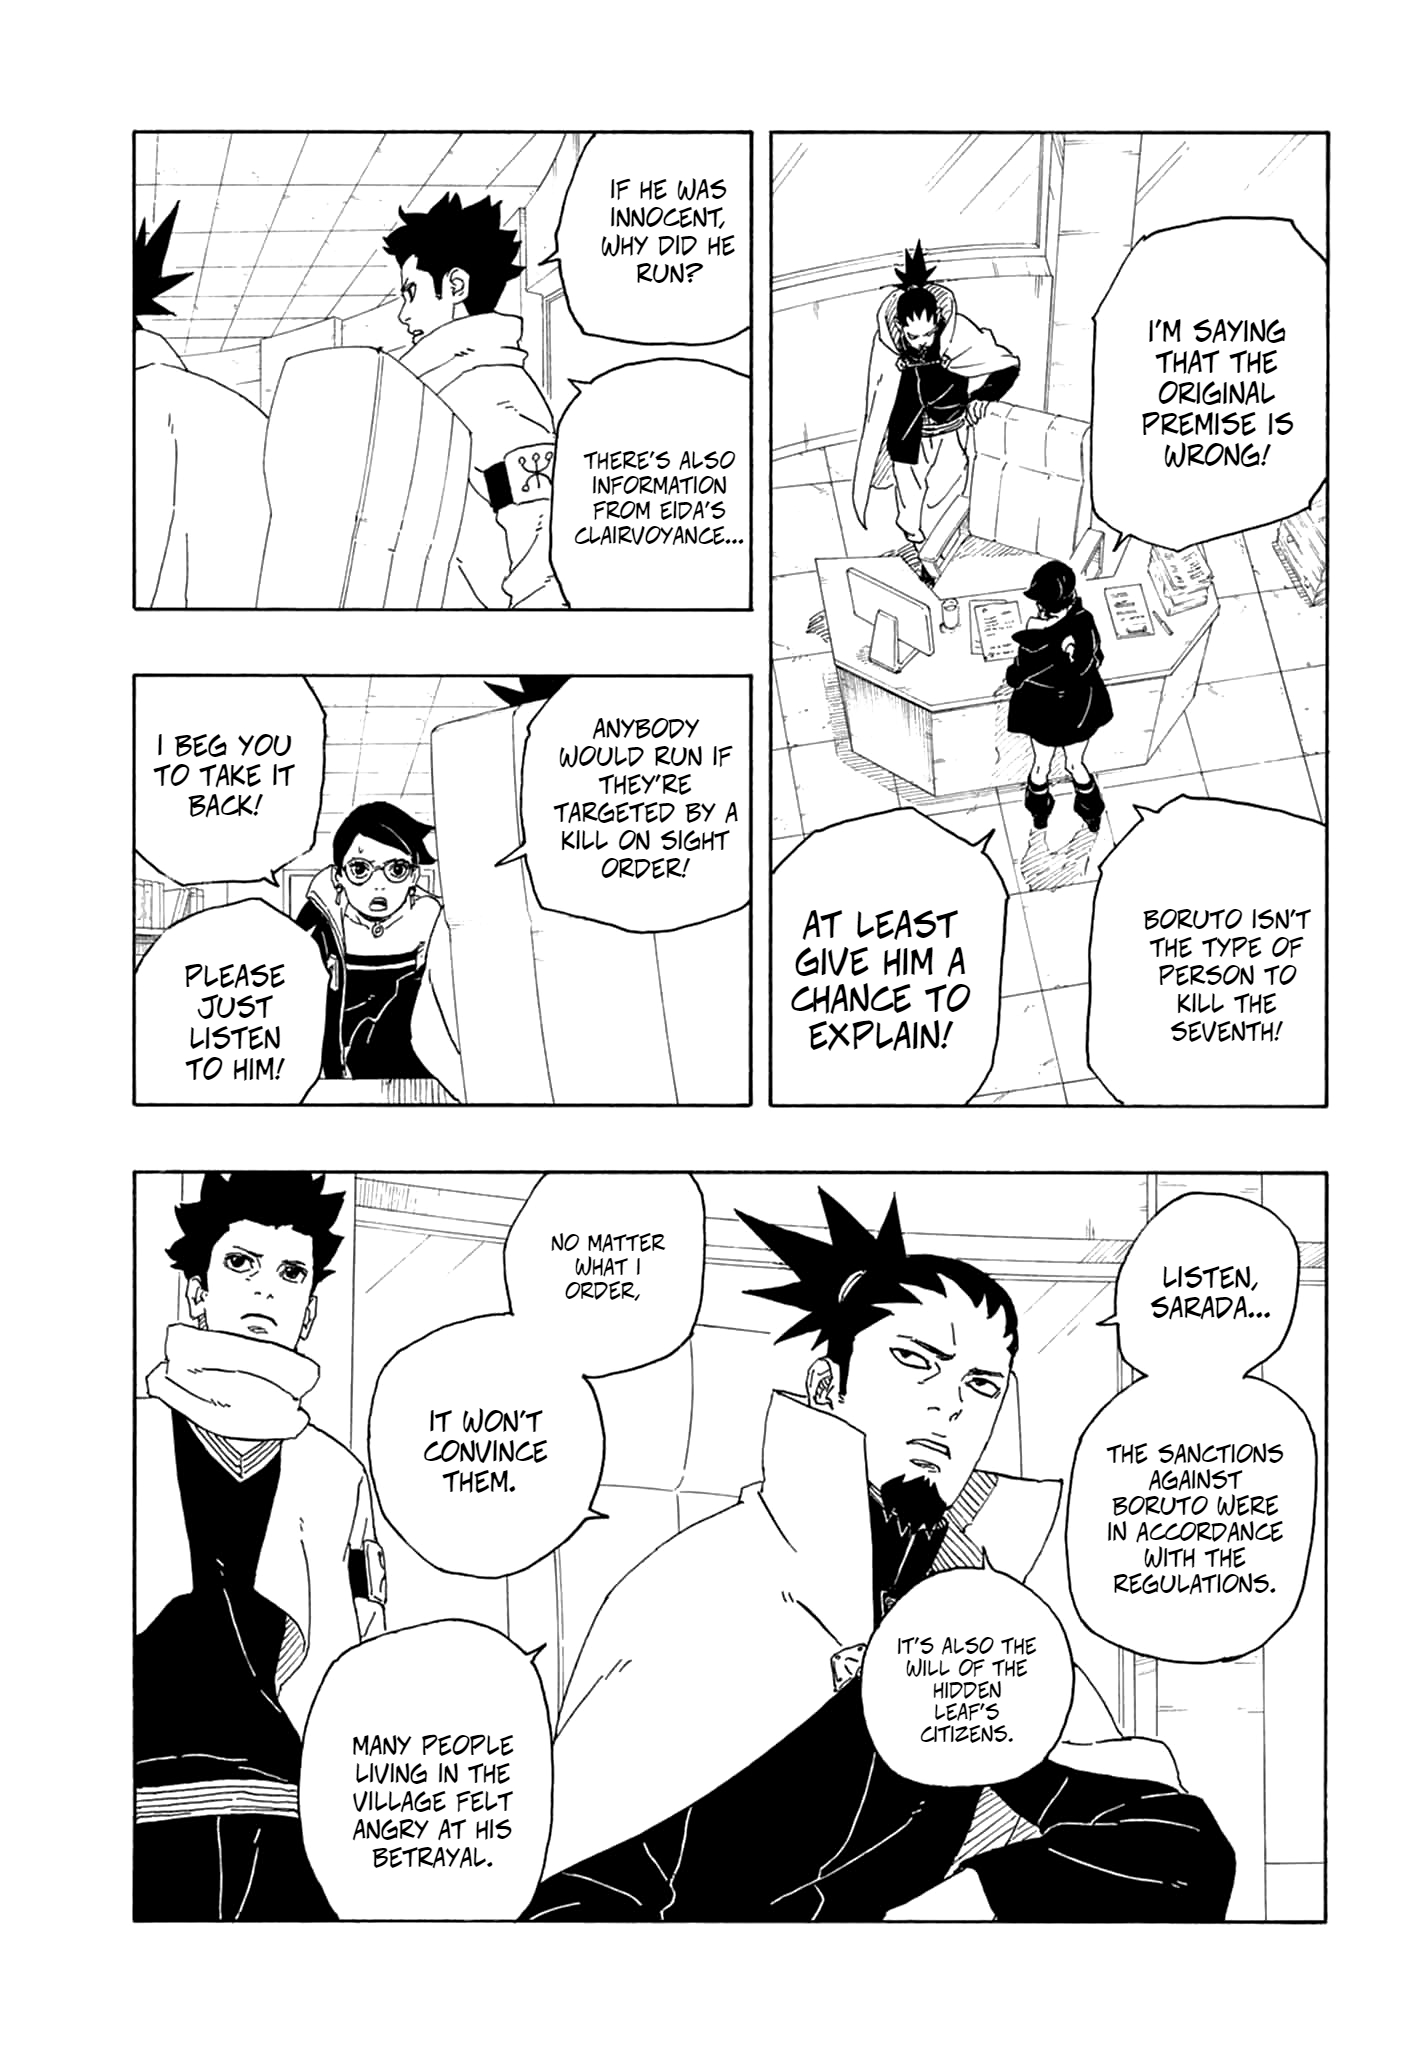 I'M SAYING
THAT THE
ORIGINAL
PREMISE IS
WRONG!
BORUTO ISN'T
THE TYPE OF
PERSON TO
KILL THE
SEVENTH!
AT LEAST
GIVE HIM A
CHANCE TO
EXPLAIN!
IF HE WAS
INNOCENT,
WHY DID HE
RUN?
THERE'S ALSO
INFORMATION
FROM EIDA'S
CLAIRVOYANCE...
ANYBODY
WOULD RUN IF
THEY'RE
TARGETED BY A
KILL ON SIGHT
ORDER!
I BEG YOU
TO TAKE IT
BACK!
PLEASE
JUST
LISTEN
TO HIM!
LISTEN,
SARADA...
THE SANCTIONS
AGAINST
BORUTO WERE
IN ACCORDANCE
WITH THE
REGULATIONS.
IT'S ALSO THE
WILL OF THE
HIDDEN
LEAF'S
CITIZENS.
NO MATTER
WHAT I
ORDER,
IT WON'T
CONVINCE
THEM.
MANY PEOPLE
LIVING IN THE
VILLAGE FELT
ANGRY AT HIS
BETRAYAL.